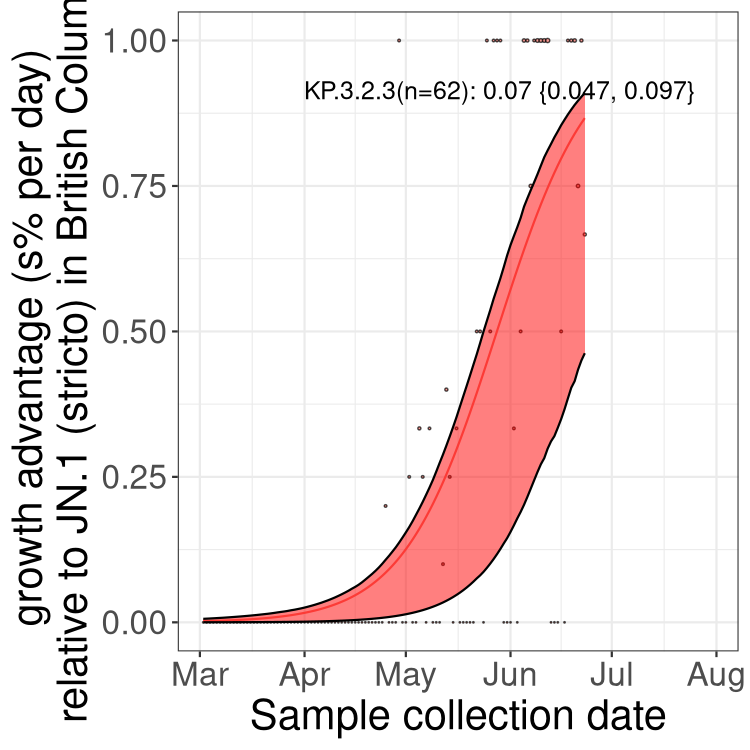 growth advantage (s% per day)
relative to JN.1 (stricto) in British Colum
1.00
0.75
0.50
0.25
0.00
KP.3.2.3(n=62): 0.07 {0.047, 0.097}
Mar Apr May Jun Jul Aug
Sample collection date